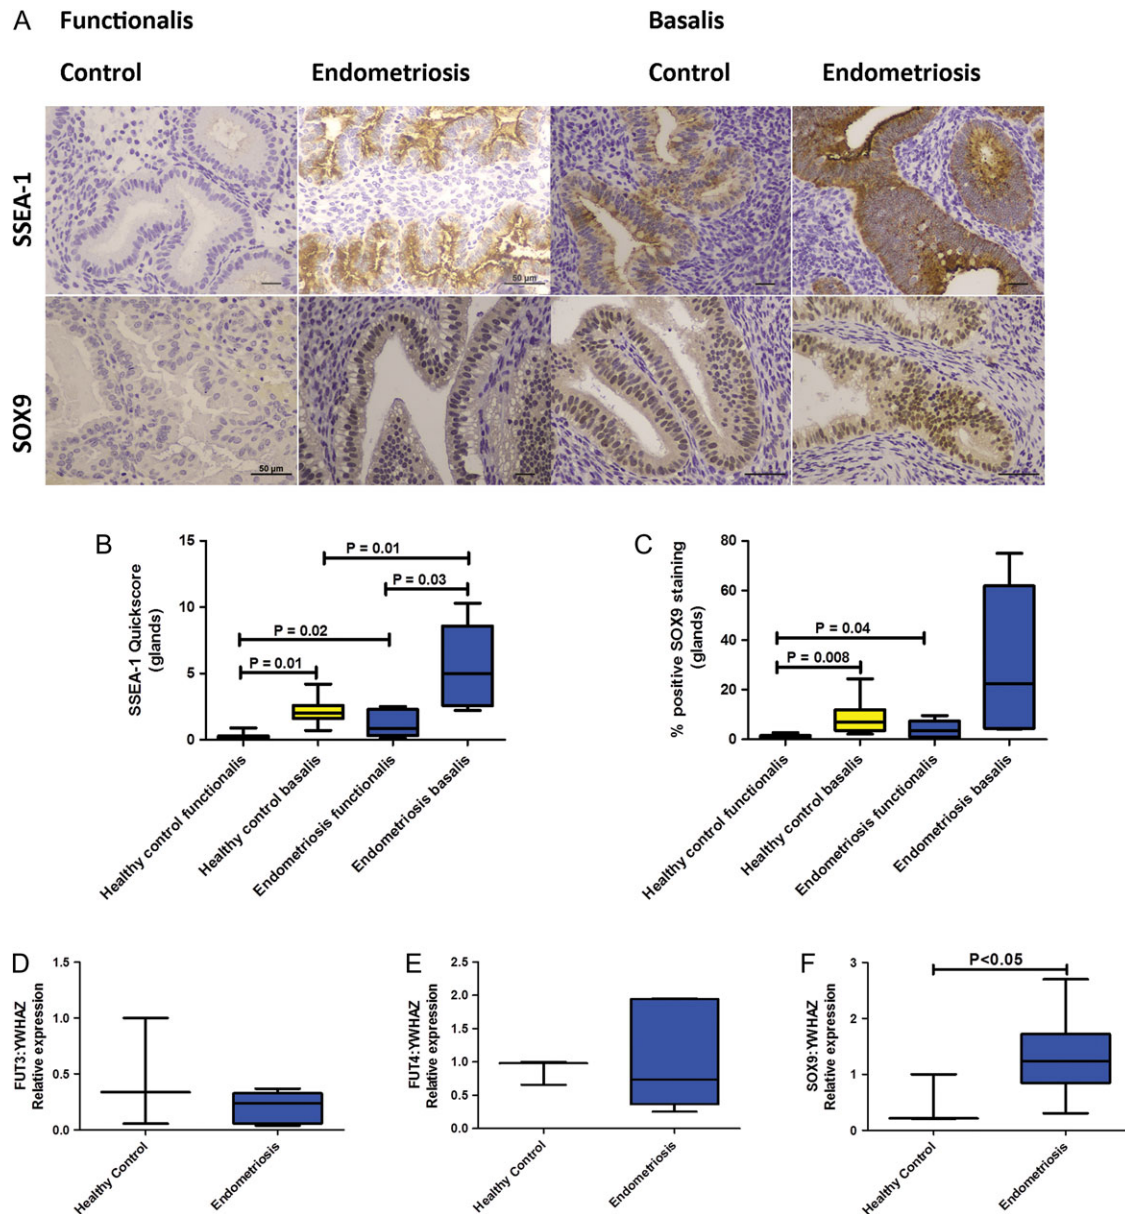 A
Functionalis
Basalis
Control
Endometriosis
Control
Endometriosis
SSEA-1
50 µm
SOX9
50 µm
B
SSEA-1 Quickscore
(glands)
15
10
5
0
P = 0.01
P = 0.03
P = 0.02
P = 0.01
Healthy control functionalis
Healthy control basalis
Endometriosis functionalis
Endometriosis basalis
C
% positive SOX9 staining
(glands)
80
60
40
20
0
P = 0.04
P = 0.008
Healthy control functionalis
Healthy control basalis
Endometriosis functionalis
Endometriosis basalis
D
FUT3:YWHAZ
Relative expression
1.5
1.0
0.5
0.0
Healthy Control
Endometriosis
E
FUT4:YWHAZ
Relative expression
2.5
2.0
1.5
1.0
0.5
0.0
Healthy Control
Endometriosis
F
SOX9:YWHAZ
Relative expression
3
2
1
0
P<0.05
Healthy Control
Endometriosis